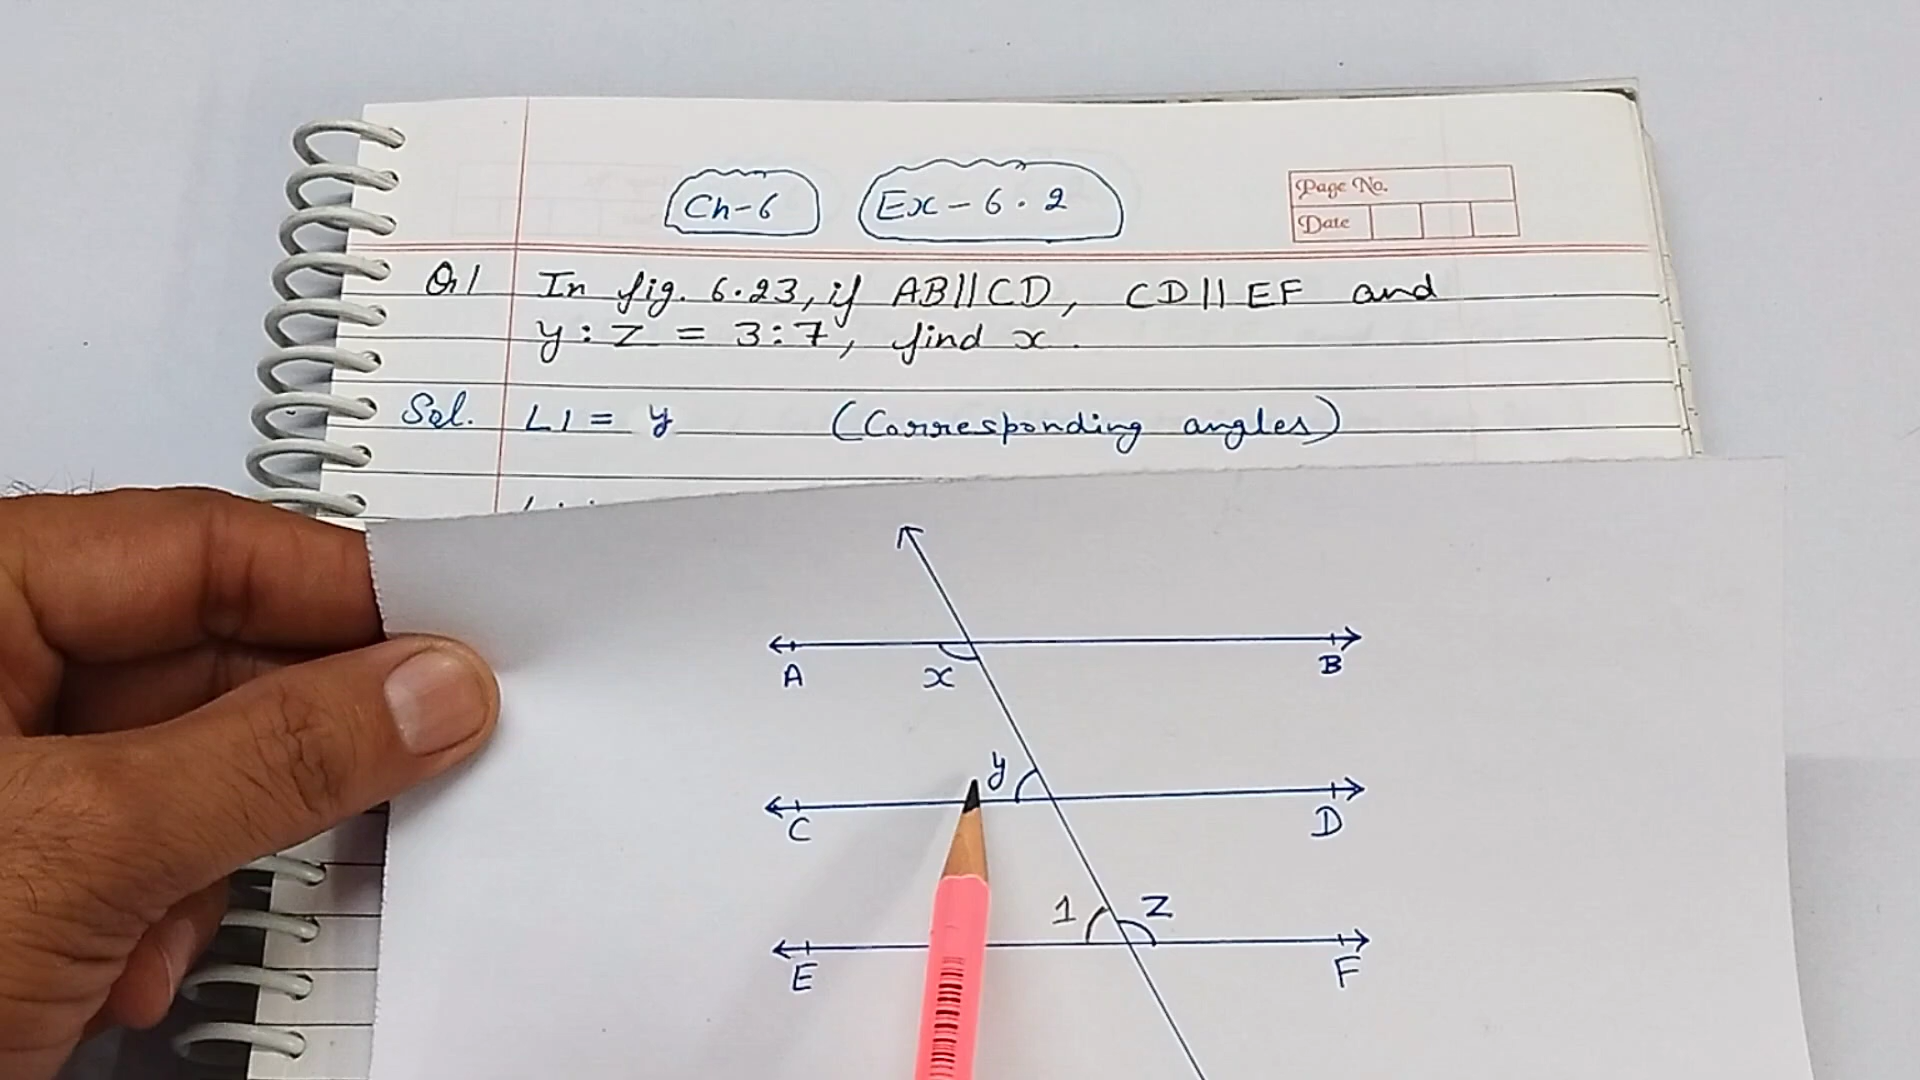 Ch-6
Ex-6.2
Page No.
Date
Q1 In fig. 6.23, if AB||CD, CD||EF and
y : z = 3:7, find x.
Sol. ∠1 = y (Corresponding angles)
A B
x
y
C D
1 z
E F